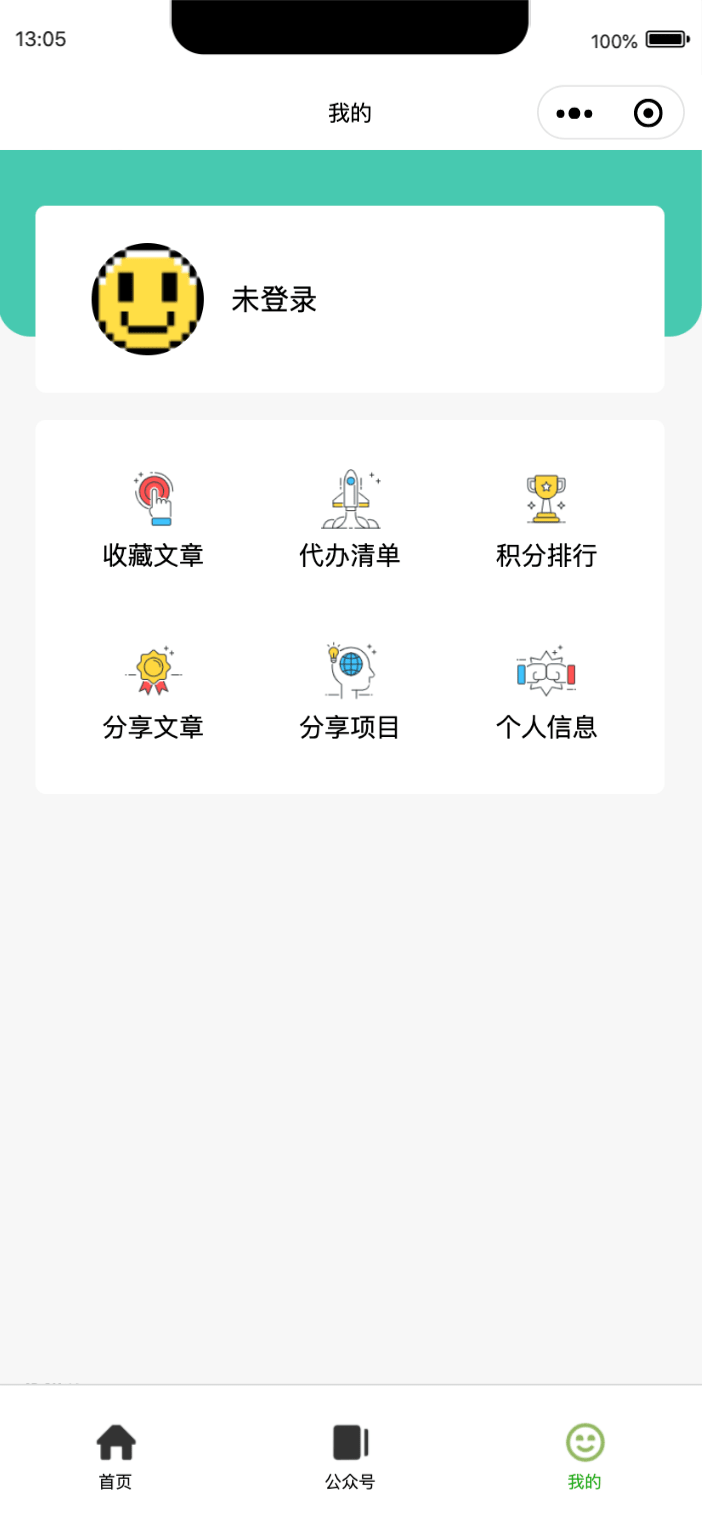 13:05
100%
我的
未登录
收藏文章 代办清单 积分排行
分享文章 分享项目 个人信息
首页 公众号 我的